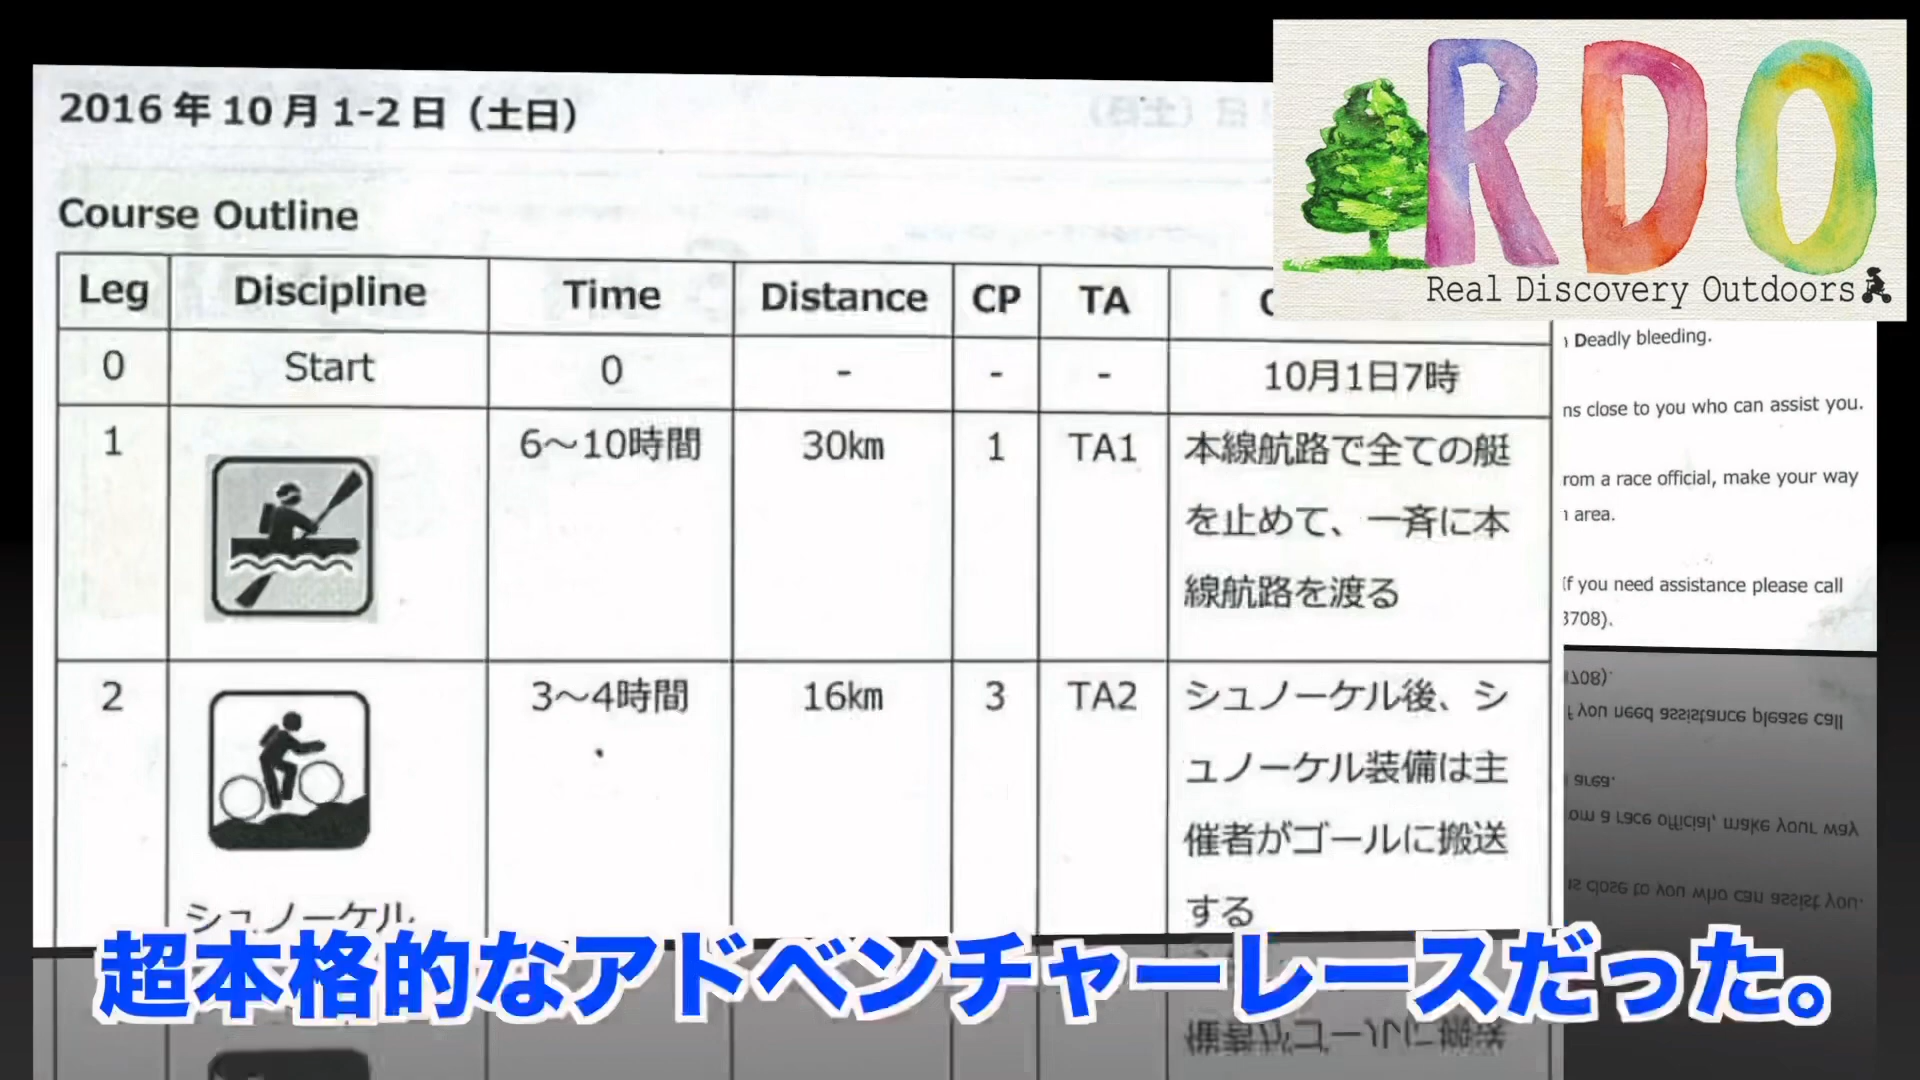 2016年10月1-2日（土日）
RDO
Real Discovery Outdoors
Course Outline
Leg Discipline Time Distance CP TA
0 Start 0 - - - 10月1日7時
1 6～10時間 30km 1 TA1 本線航路で全ての艇
を止めて、一斉に本
線航路を渡る
2 3～4時間 16km 3 TA2 シュノーケル後、シ
ュノーケル装備は主
催者がゴールに搬送
する
シュノーケル
Deadly bleeding.
ns close to you who can assist you.
rom a race official, make your way
area.
If you need assistance please call
3708).
超本格的なアドベンチャーレースだった。